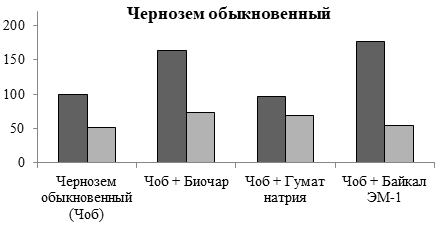 Чернозем обыкновенный
200
150
100
50
0
Чернозем
обыкновенный
(Чоб)
Чоб + Биочар
Чоб + Гумат
натрия
Чоб + Байкал
ЭМ-1